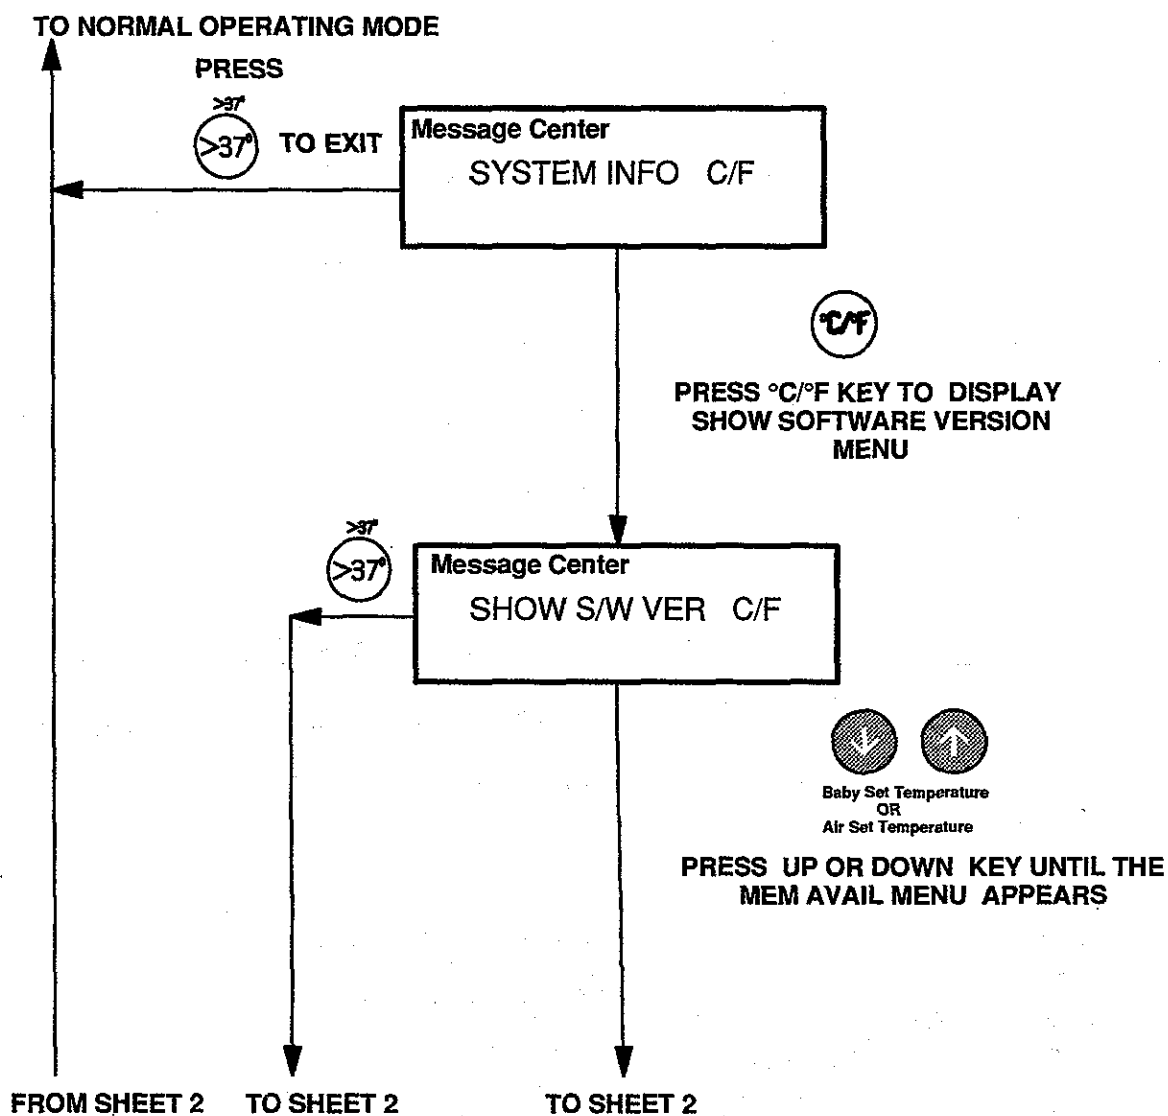 TO NORMAL OPERATING MODE
PRESS
>37°
>37° TO EXIT
Message Center
SYSTEM INFO C/F
°C/°F
PRESS °C/°F KEY TO DISPLAY
SHOW SOFTWARE VERSION
MENU
>37°
>37°
Message Center
SHOW S/W VER C/F
Baby Set Temperature
OR
Air Set Temperature
PRESS UP OR DOWN KEY UNTIL THE
MEM AVAIL MENU APPEARS
FROM SHEET 2 TO SHEET 2 TO SHEET 2